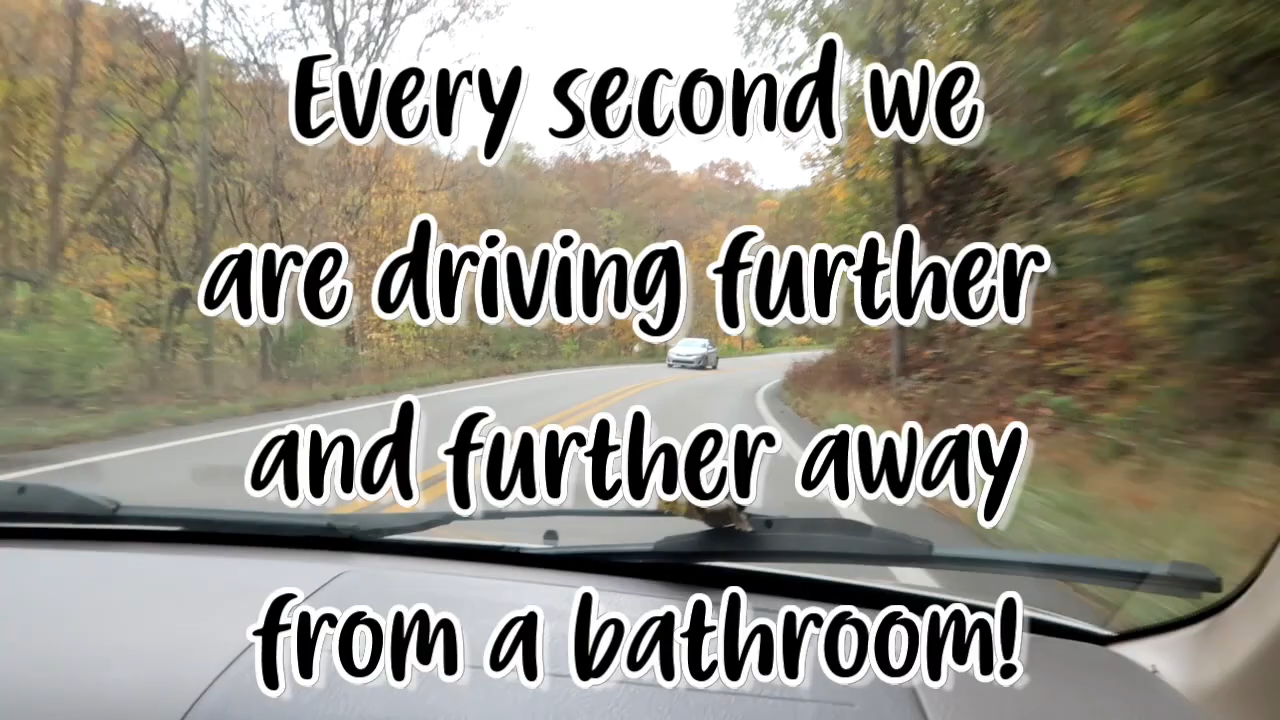 Every second we
are driving further
and further away
from a bathroom!